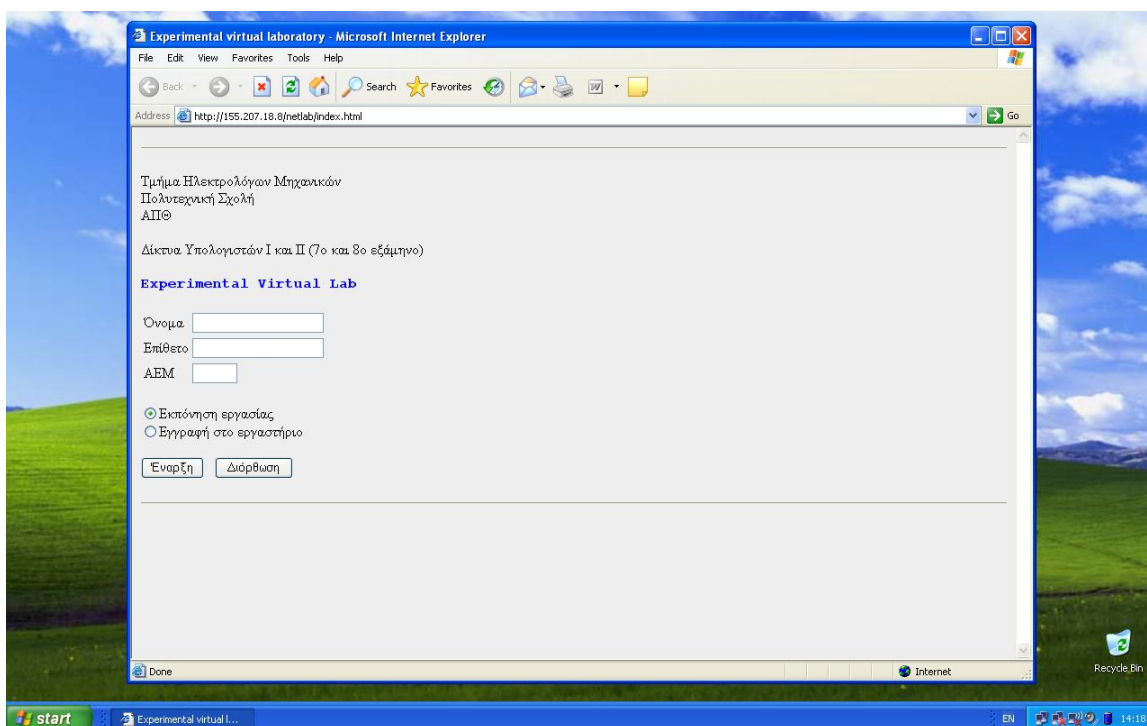 Experimental virtual laboratory - Microsoft Internet Explorer
File Edit View Favorites Tools Help
Back Search Favorites W
Address http://155.207.18.8/netlab/index.html Go
Τμήμα Ηλεκτρολόγων Μηχανικών
Πολυτεχνική Σχολή
ΑΠΘ
Δίκτυα Υπολογιστών Ι και ΙΙ (7ο και 8ο εξάμηνο)
Experimental Virtual Lab
Όνομα
Επίθετο
ΑΕΜ
Εκπόνηση εργασίας
Εγγραφή στο εργαστήριο
Έναρξη Διόρθωση
Done Internet
Recycle Bin
start Experimental virtual l... EN 14:18